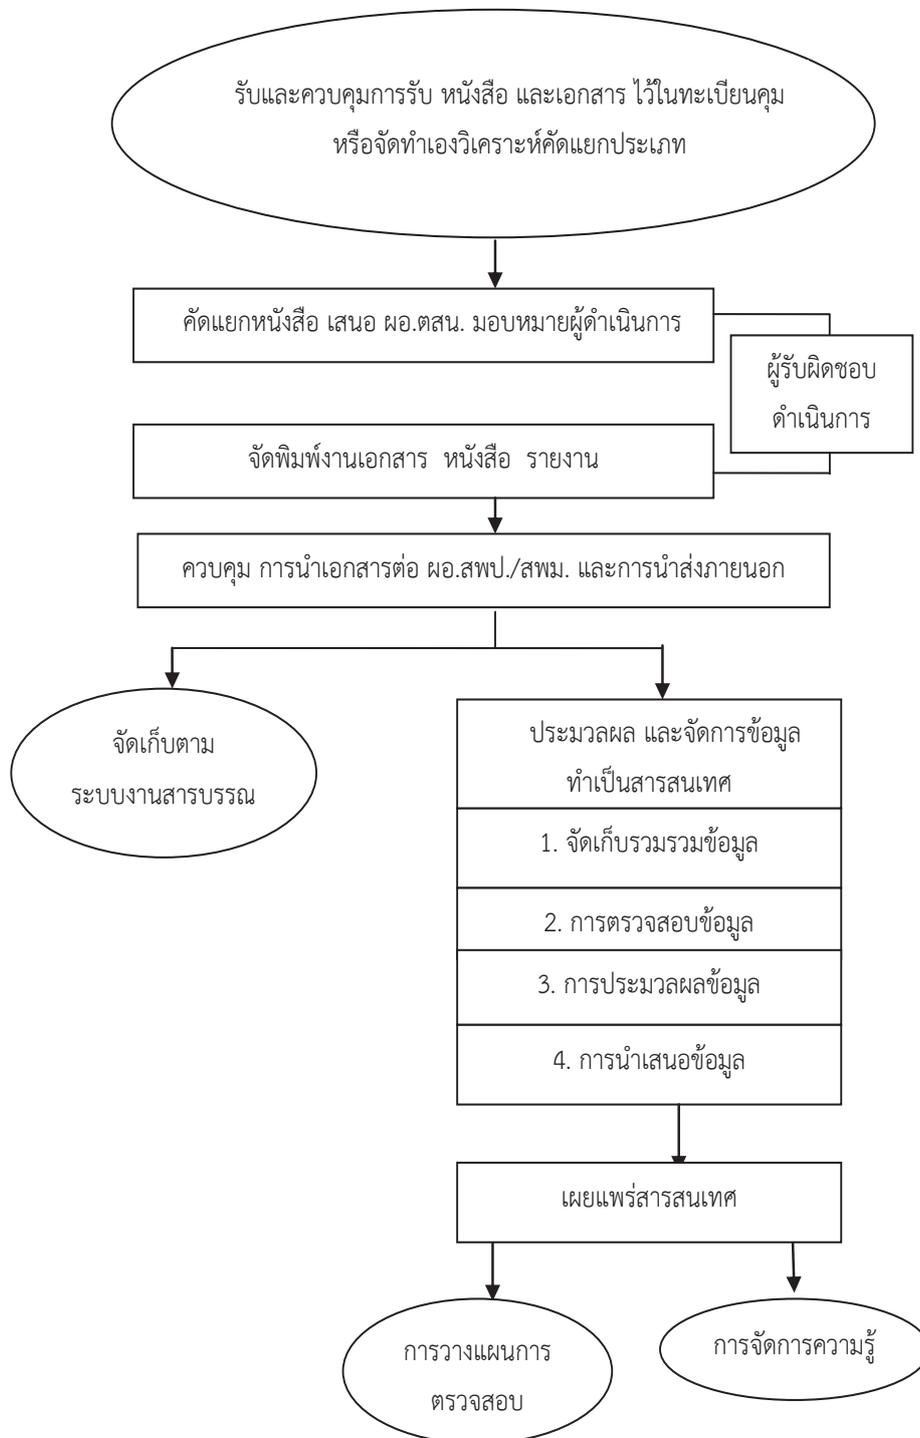 รับและควบคุมการรับ หนังสือ และเอกสาร ไว้ในทะเบียนคุม
หรือจัดทำเองวิเคราะห์คัดแยกประเภท
คัดแยกหนังสือ เสนอ ผอ.ตสน. มอบหมายผู้ดำเนินการ
ผู้รับผิดชอบ
ดำเนินการ
จัดพิมพ์งานเอกสาร หนังสือ รายงาน
ควบคุม การนำเอกสารต่อ ผอ.สพป./สพม. และการนำส่งภายนอก
จัดเก็บตาม
ระบบงานสารบรรณ
ประมวลผล และจัดการข้อมูล
ทำเป็นสารสนเทศ
1. จัดเก็บรวมรวมข้อมูล
2. การตรวจสอบข้อมูล
3. การประมวลผลข้อมูล
4. การนำเสนอข้อมูล
เผยแพร่สารสนเทศ
การวางแผนการ
ตรวจสอบ
การจัดการความรู้